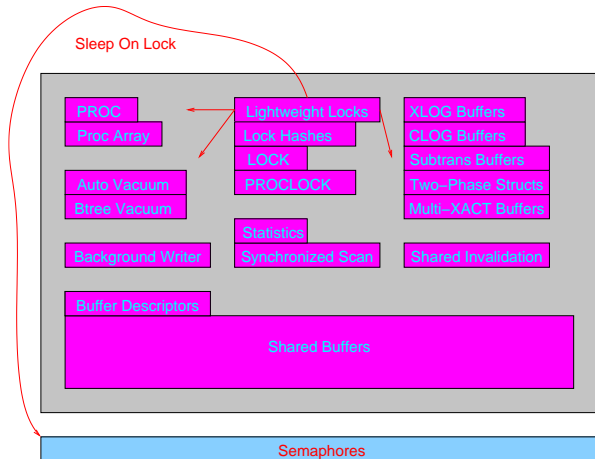 Sleep On Lock
PROC
Proc Array
Lightweight Locks
Lock Hashes
LOCK
PROCLOCK
XLOG Buffers
CLOG Buffers
Subtrans Buffers
Two−Phase Structs
Multi−XACT Buffers
Auto Vacuum
Btree Vacuum
Statistics
Background Writer
Synchronized Scan
Shared Invalidation
Buffer Descriptors
Shared Buffers
Semaphores